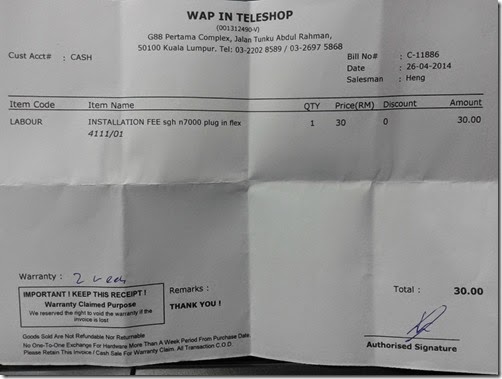 WAP IN TELESHOP
(001312490-V)
G88 Pertama Complex, Jalan Tunku Abdul Rahman,
50100 Kuala Lumpur. Tel: 03-2202 8589 / 03-2697 5868
Cust Acct# : CASH
Bill No# : C-11886
Date : 26-04-2014
Salesman : Heng
Item Code Item Name QTY Price(RM) Discount Amount
LABOUR INSTALLATION FEE sgh n7000 plug in flex 1 30 0 30.00
4111/01
Warranty : 2 week
IMPORTANT ! KEEP THIS RECEIPT !
Warranty Claimed Purpose
We reserved the right to void the warranty if the
invoice is lost
Remarks :
THANK YOU !
Total : 30.00
Goods Sold Are Not Refundable Nor Returnable
No One-To-One Exchange For Hardware More Than A Week Period From Purchase Date.
Please Retain This Invoice / Cash Sale For Warranty Claim. All Transaction C.O.D
Authorised Signature